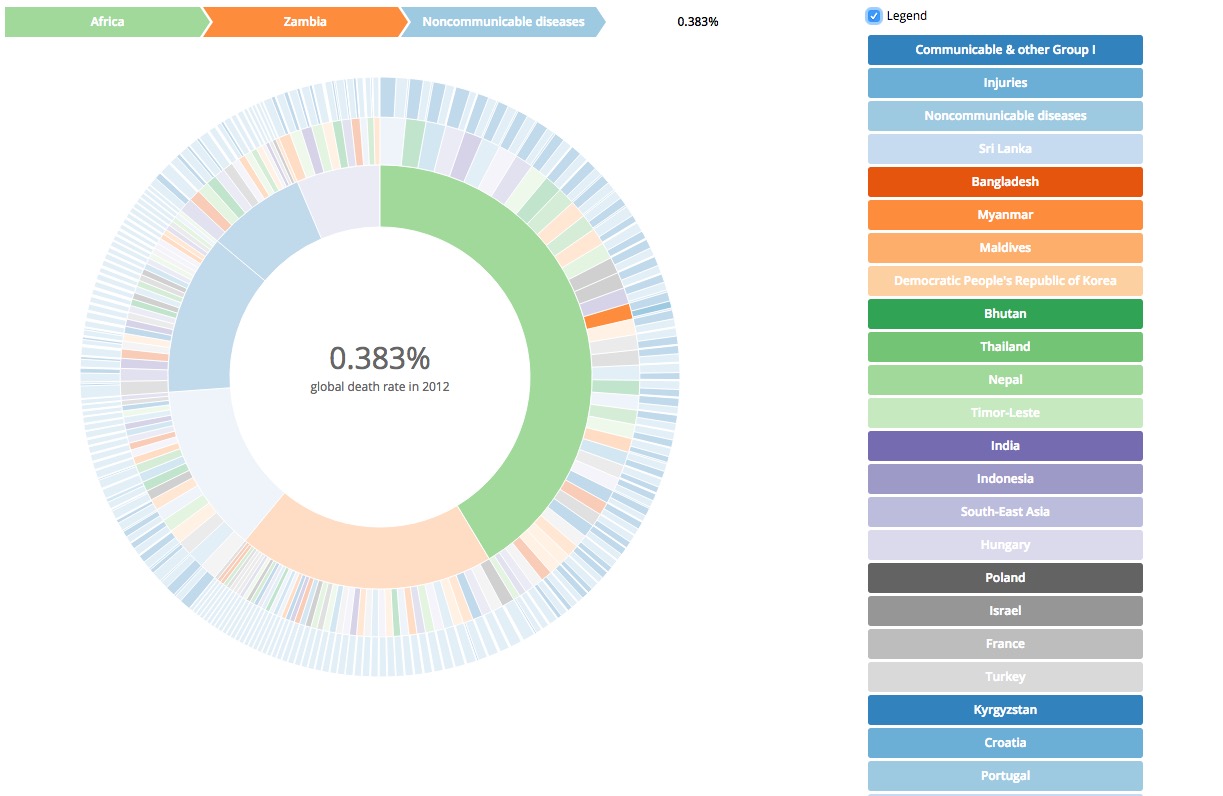 Africa
Zambia
Noncommunicable diseases
0.383%
0.383%
global death rate in 2012
Legend
Communicable & other Group I
Injuries
Noncommunicable diseases
Sri Lanka
Bangladesh
Myanmar
Maldives
Democratic People's Republic of Korea
Bhutan
Thailand
Nepal
Timor-Leste
India
Indonesia
South-East Asia
Hungary
Poland
Israel
France
Turkey
Kyrgyzstan
Croatia
Portugal